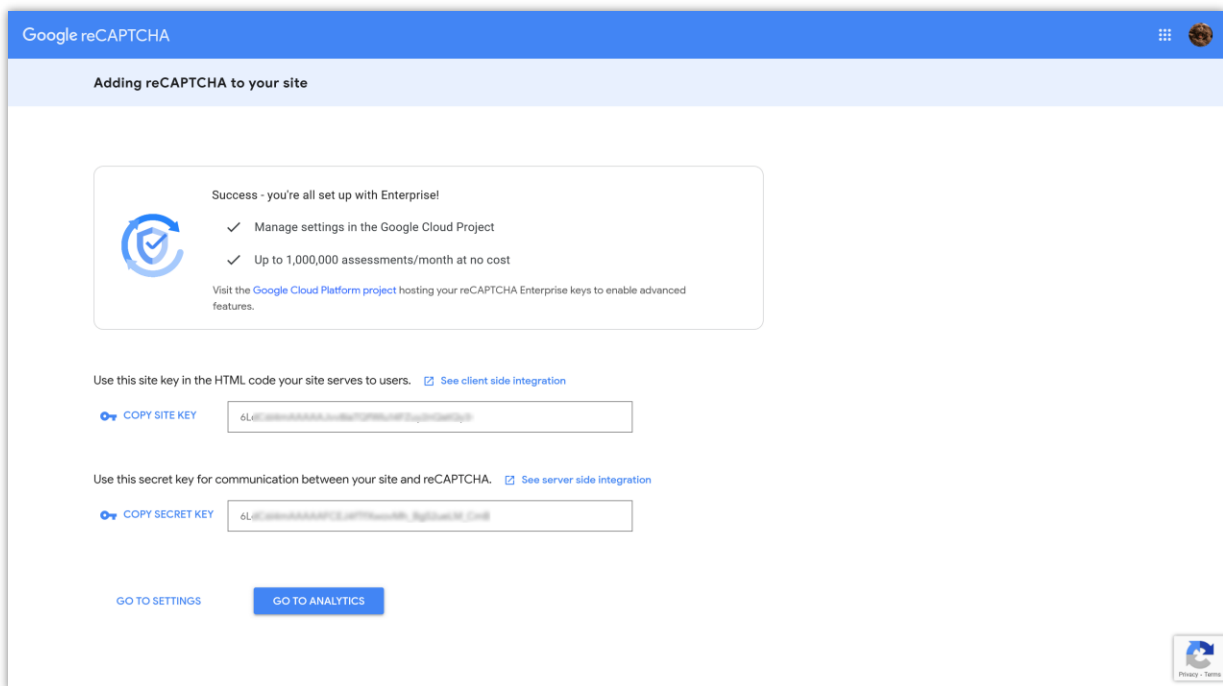 Google reCAPTCHA
Adding reCAPTCHA to your site
Success - you're all set up with Enterprise!
Manage settings in the Google Cloud Project
Up to 1,000,000 assessments/month at no cost
Visit the Google Cloud Platform project hosting your reCAPTCHA Enterprise keys to enable advanced
features.
Use this site key in the HTML code your site serves to users. See client side integration
COPY SITE KEY
Use this secret key for communication between your site and reCAPTCHA. See server side integration
COPY SECRET KEY
GO TO SETTINGS GO TO ANALYTICS
Privacy - Terms